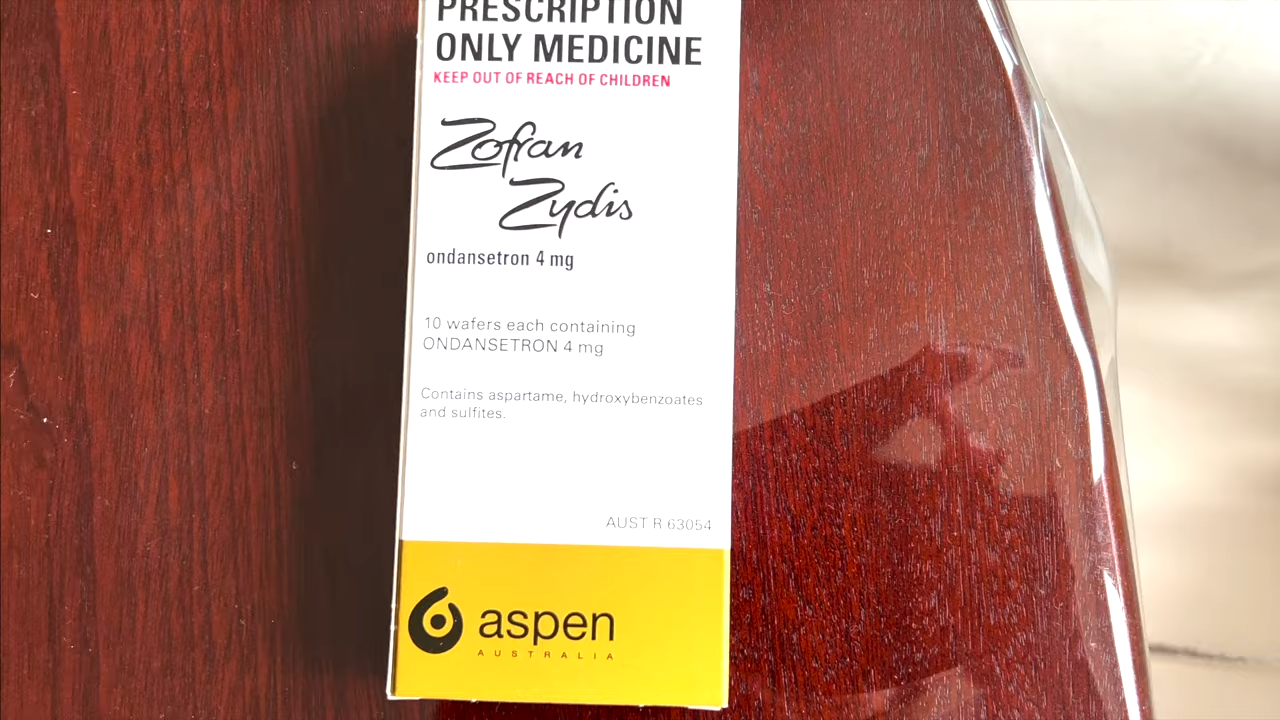 PRESCRIPTION
ONLY MEDICINE
KEEP OUT OF REACH OF CHILDREN
Zofran
Zydis
ondansetron 4 mg
10 wafers each containing
ONDANSETRON 4 mg
Contains aspartame, hydroxybenzoates
and sulfites.
AUST R 63054
aspen
AUSTRALIA